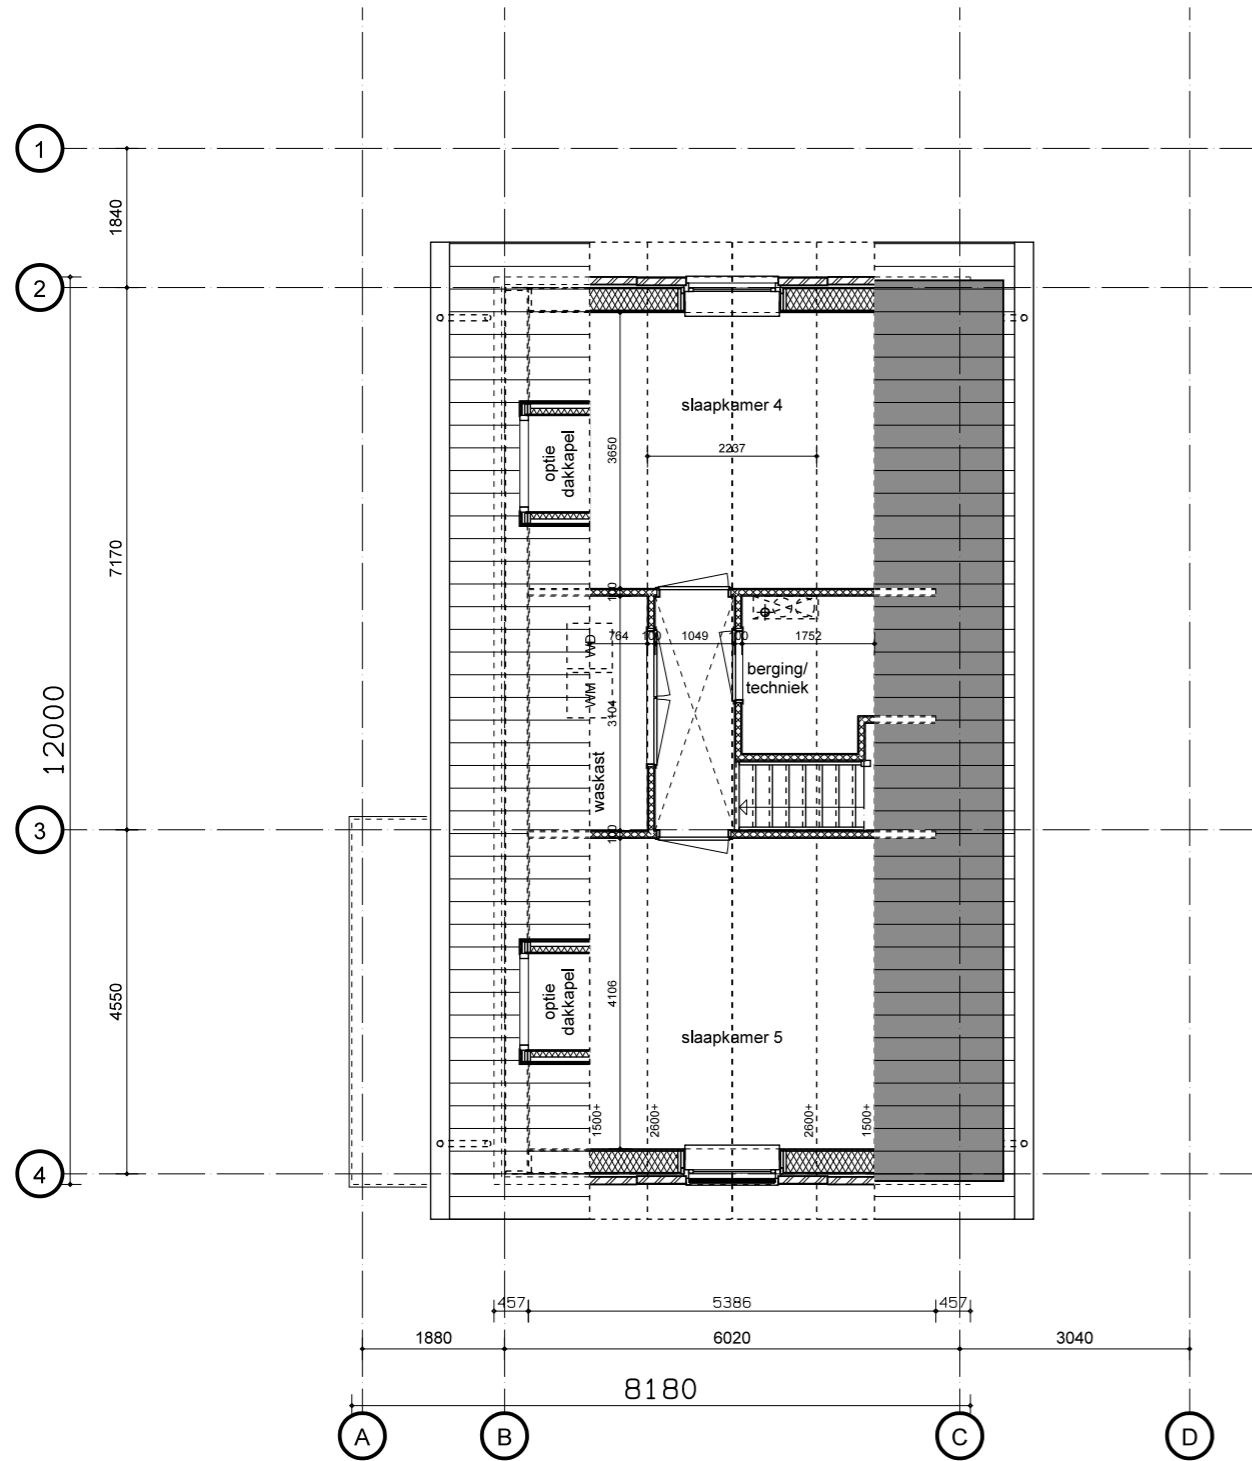 1
1840
2
slaapkamer 4
optie
dakkapel
3650
2237
7170
100
764
100
1049
100
1752
WD
WM
berging/
techniek
3104
12000
waskast
3
100
optie
dakkapel
4106
4550
slaapkamer 5
1500+
2600+
2600+
1500+
4
457
5386
457
1880
6020
3040
8180
A
B
C
D